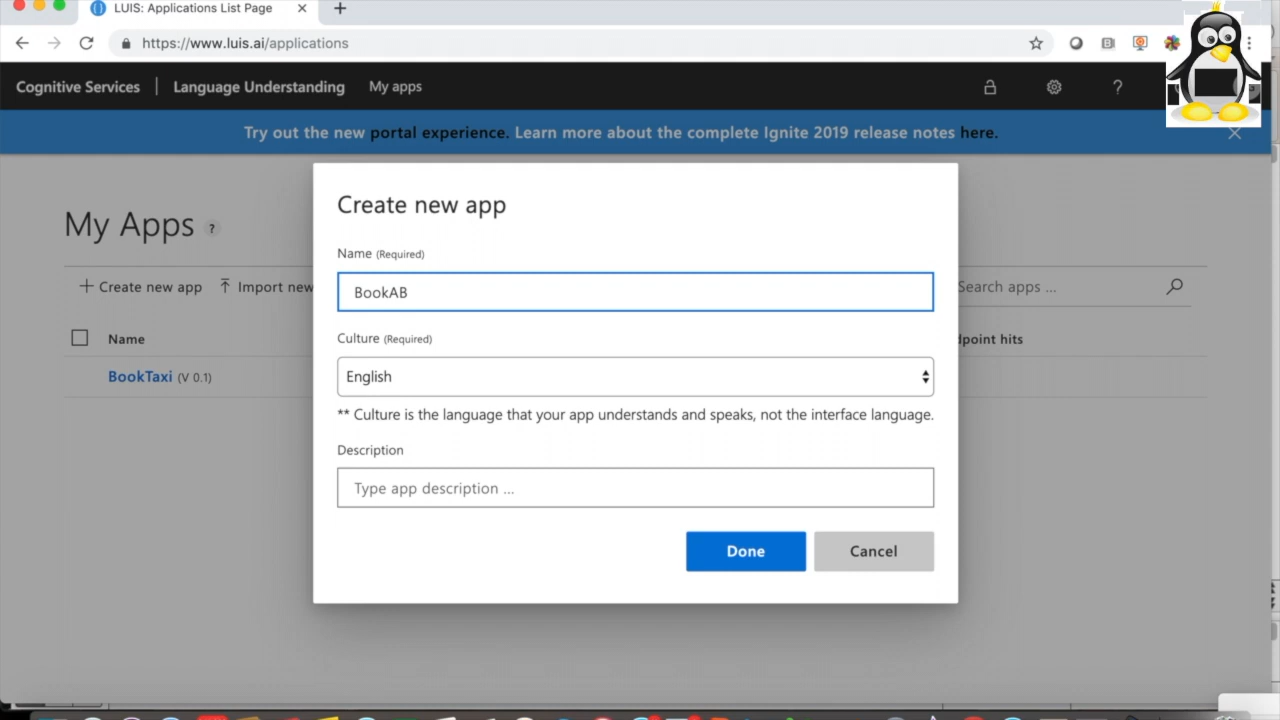 LUIS: Applications List Page
https://www.luis.ai/applications
Cognitive Services
Language Understanding
My apps
?
Try out the new portal experience. Learn more about the complete Ignite 2019 release notes here.
Create new app
My Apps ?
Name (Required)
BookAB
Create new app
Import new
Search apps ...
Culture (Required)
Name
dpoint hits
BookTaxi (V 0.1)
English
** Culture is the language that your app understands and speaks, not the interface language.
Description
Type app description ...
Done
Cancel